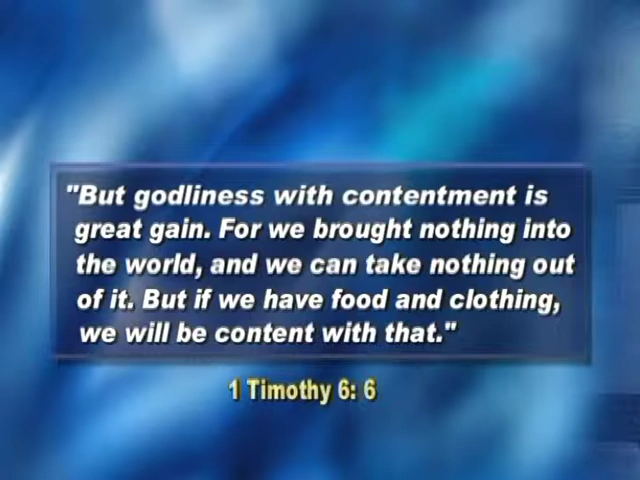 "But godliness with contentment is
great gain. For we brought nothing into
the world, and we can take nothing out
of it. But if we have food and clothing,
we will be content with that."
1 Timothy 6: 6